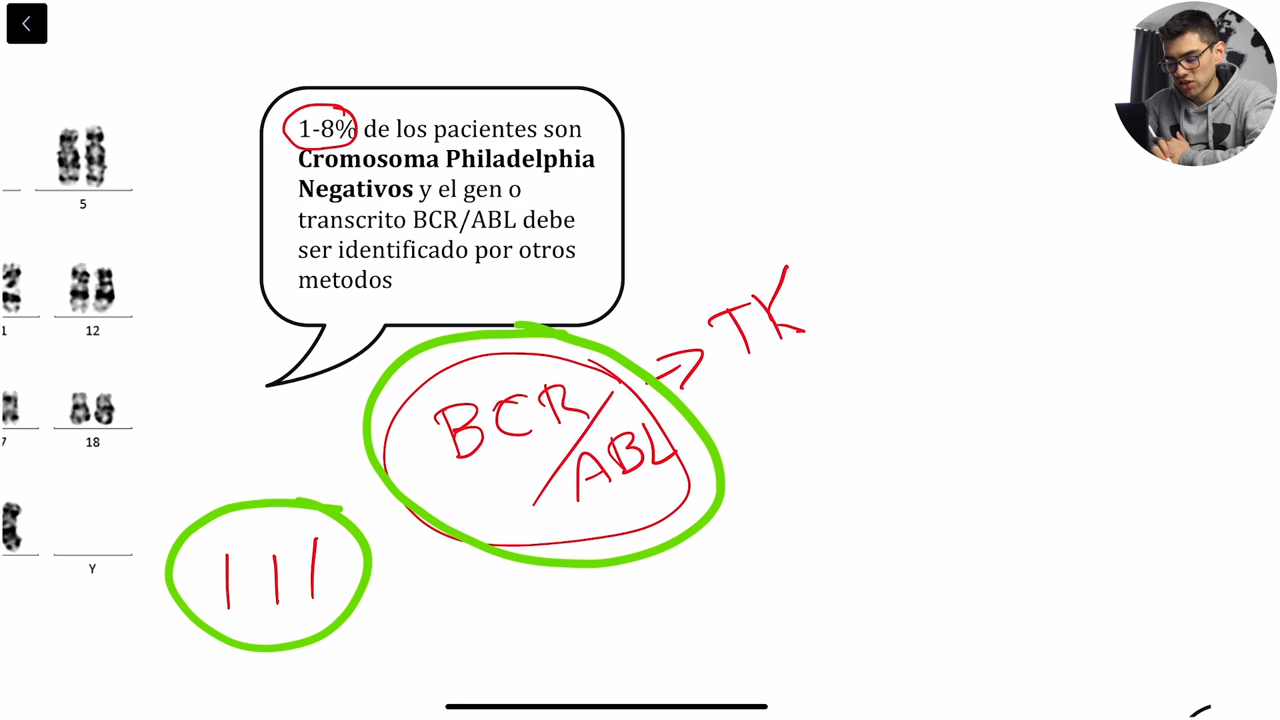 1-8% de los pacientes son
Cromosoma Philadelphia
Negativos y el gen o
transcrito BCR/ABL debe
ser identificado por otros
metodos
5
1
12
7
18
Y
TK
BCR/
ABL
III